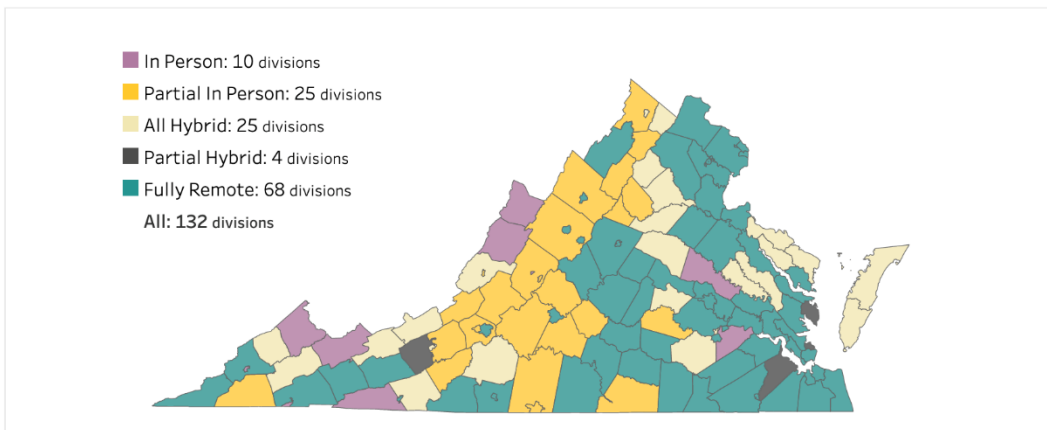 In Person: 10 divisions
Partial In Person: 25 divisions
All Hybrid: 25 divisions
Partial Hybrid: 4 divisions
Fully Remote: 68 divisions
All: 132 divisions